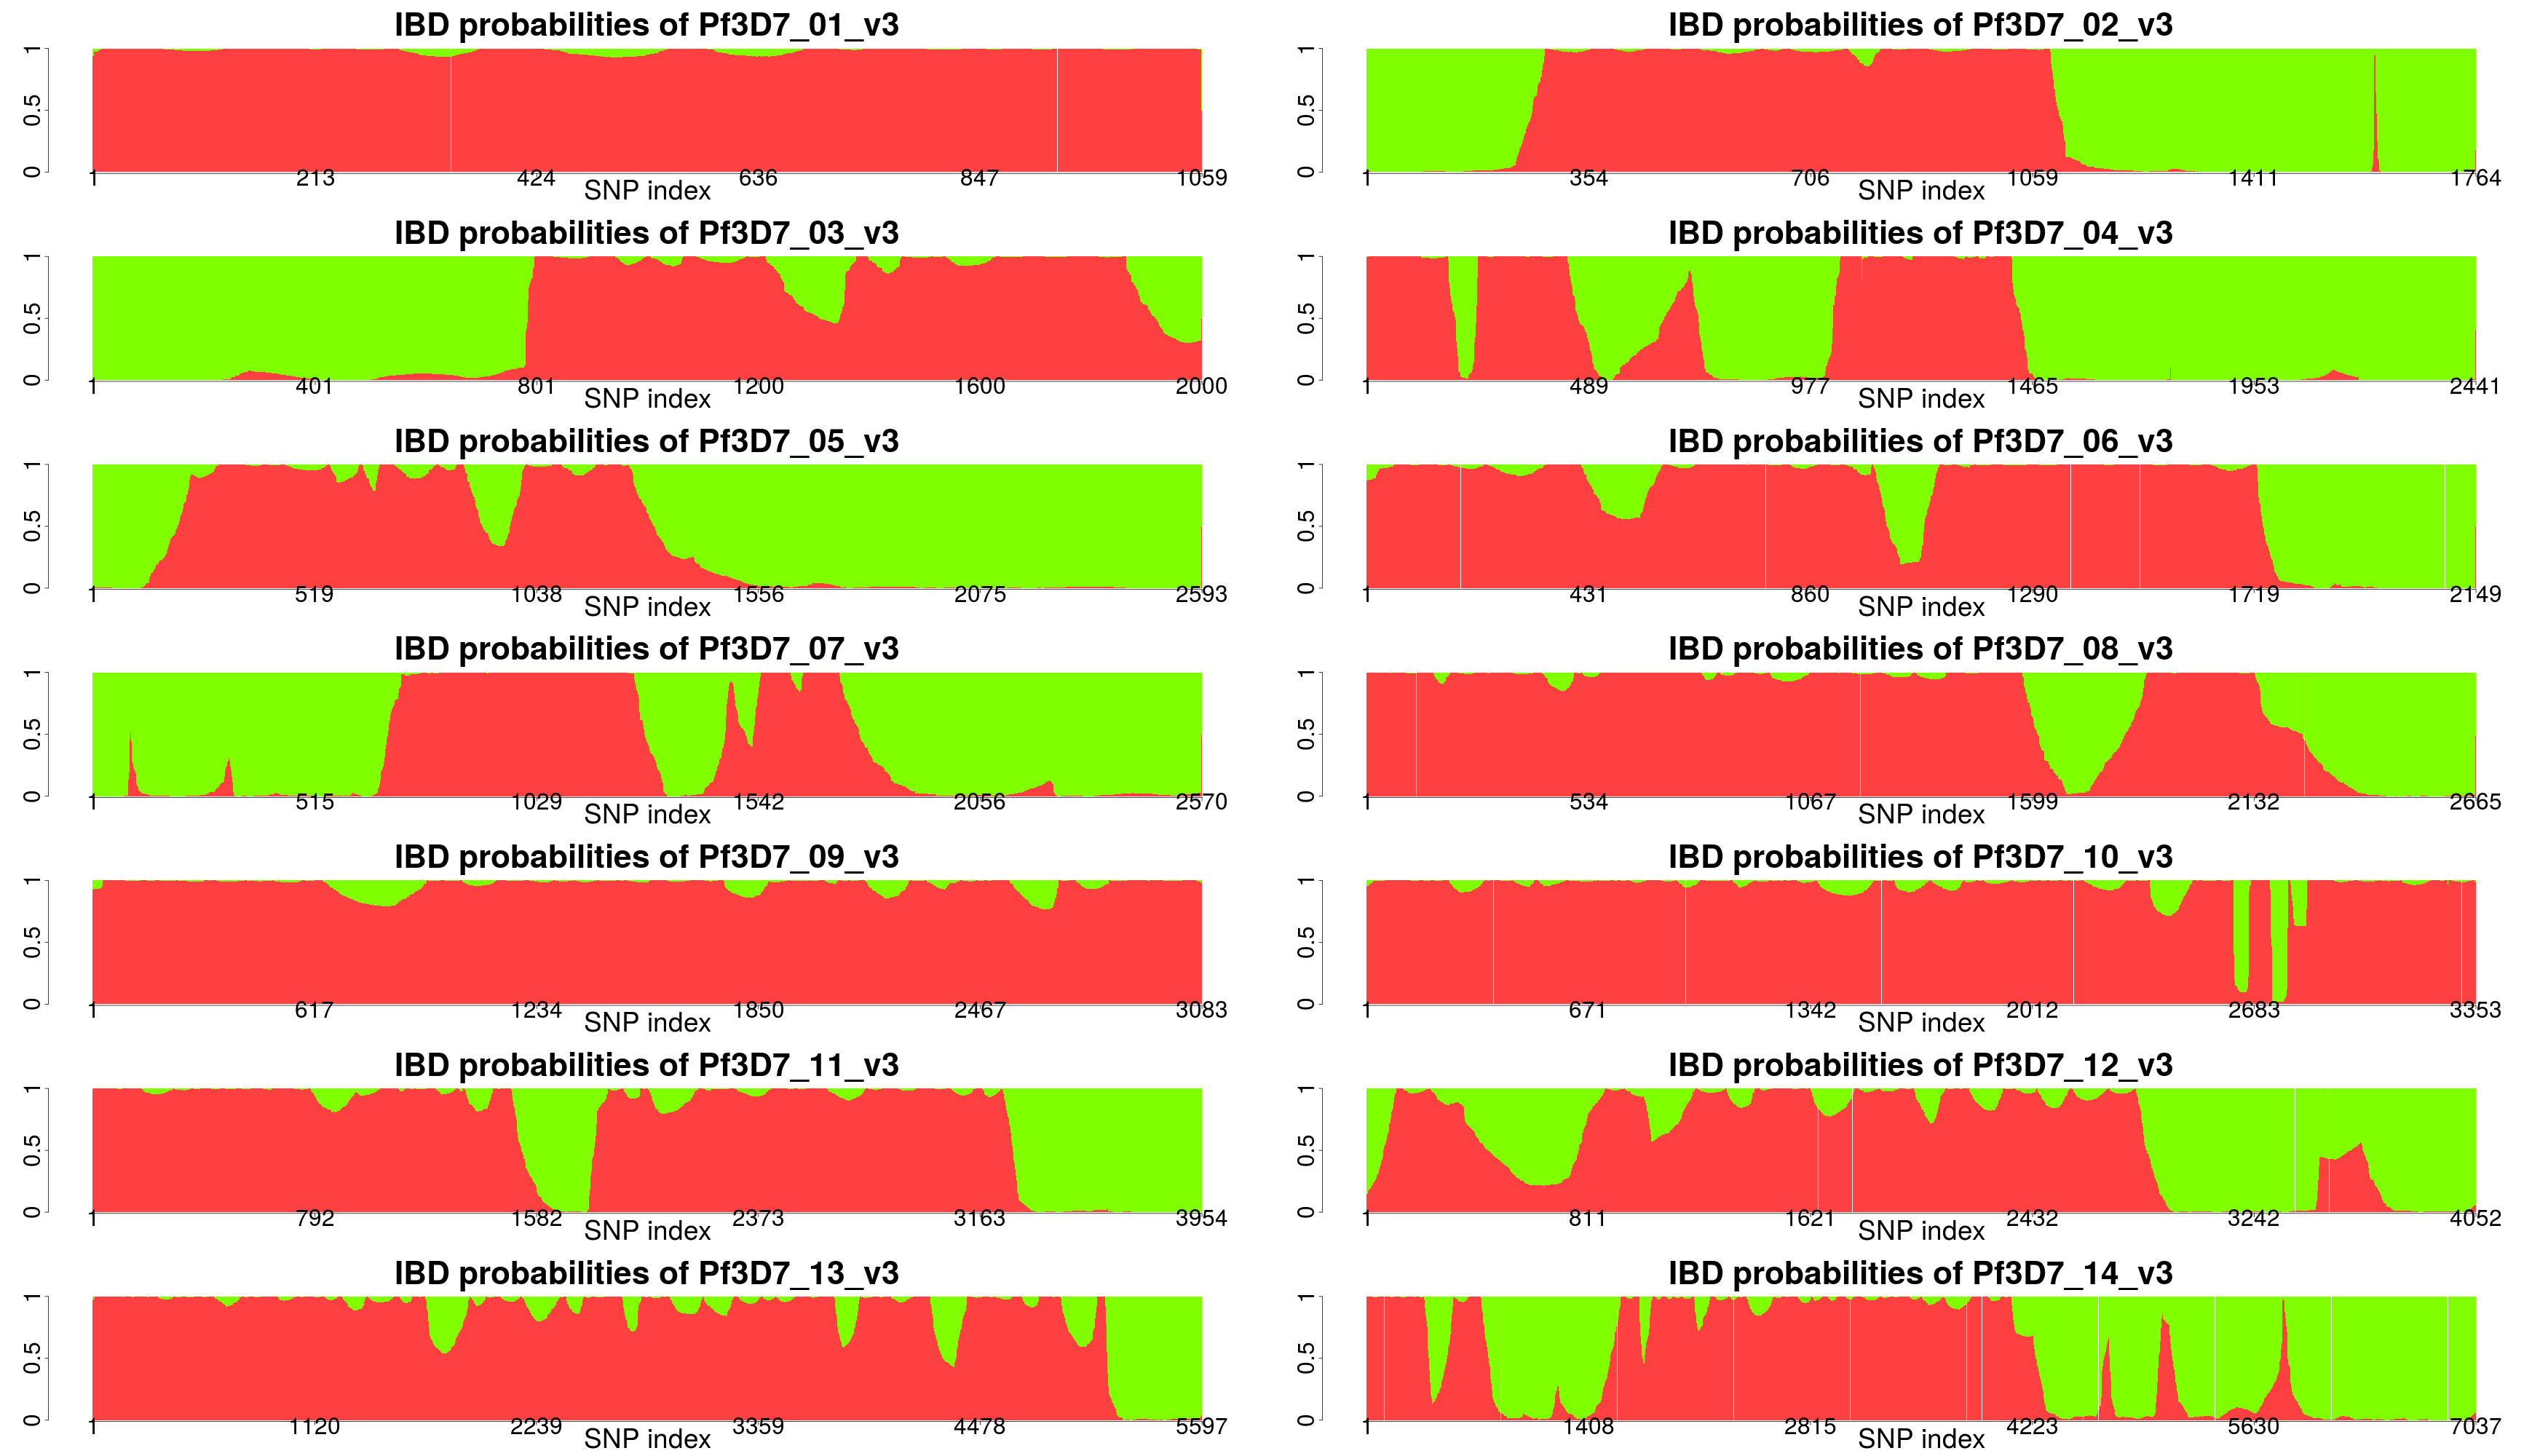 IBD probabilities of Pf3D7_01_v3
0 0.5 1
1 213 424 636 847 1059
SNP index
IBD probabilities of Pf3D7_02_v3
0 0.5 1
1 354 706 1059 1411 1764
SNP index
IBD probabilities of Pf3D7_03_v3
0 0.5 1
1 401 801 1200 1600 2000
SNP index
IBD probabilities of Pf3D7_04_v3
0 0.5 1
1 489 977 1465 1953 2441
SNP index
IBD probabilities of Pf3D7_05_v3
0 0.5 1
1 519 1038 1556 2075 2593
SNP index
IBD probabilities of Pf3D7_06_v3
0 0.5 1
1 431 860 1290 1719 2149
SNP index
IBD probabilities of Pf3D7_07_v3
0 0.5 1
1 515 1029 1542 2056 2570
SNP index
IBD probabilities of Pf3D7_08_v3
0 0.5 1
1 534 1067 1599 2132 2665
SNP index
IBD probabilities of Pf3D7_09_v3
0 0.5 1
1 617 1234 1850 2467 3083
SNP index
IBD probabilities of Pf3D7_10_v3
0 0.5 1
1 671 1342 2012 2683 3353
SNP index
IBD probabilities of Pf3D7_11_v3
0 0.5 1
1 792 1582 2373 3163 3954
SNP index
IBD probabilities of Pf3D7_12_v3
0 0.5 1
1 811 1621 2432 3242 4052
SNP index
IBD probabilities of Pf3D7_13_v3
0 0.5 1
1 1120 2239 3359 4478 5597
SNP index
IBD probabilities of Pf3D7_14_v3
0 0.5 1
1 1408 2815 4223 5630 7037
SNP index